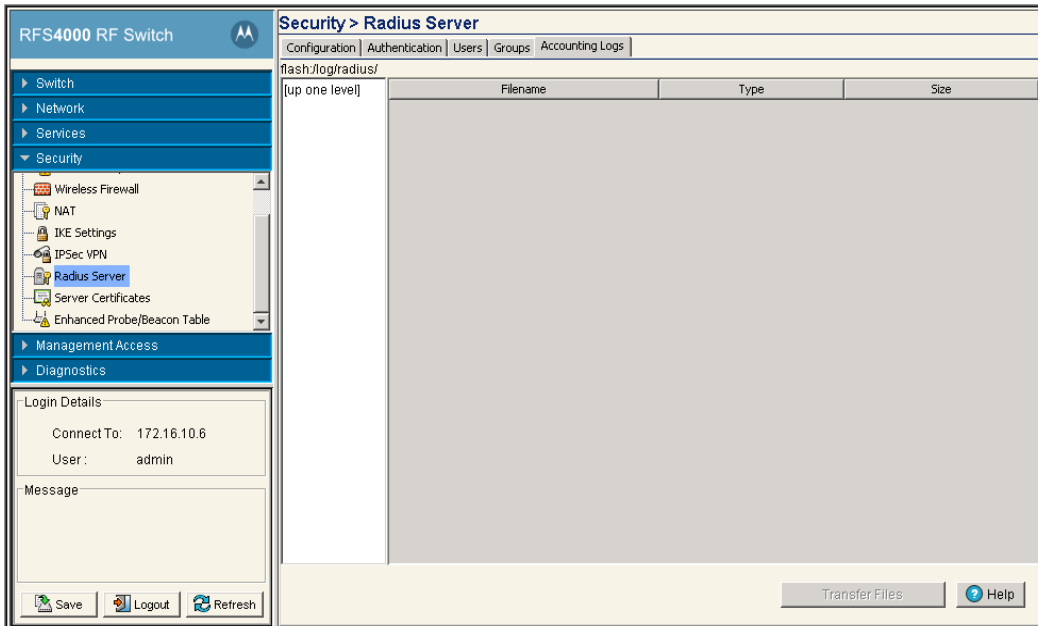 RFS4000 RF Switch
Switch
Network
Services
Security
Wireless Firewall
NAT
IKE Settings
IPSec VPN
Radius Server
Server Certificates
Enhanced Probe/Beacon Table
Management Access
Diagnostics
Login Details
Connect To: 172.16.10.6
User : admin
Message
Save Logout Refresh
Security > Radius Server
Configuration Authentication Users Groups Accounting Logs
flash:/log/radius/
[up one level] Filename Type Size
Transfer Files Help